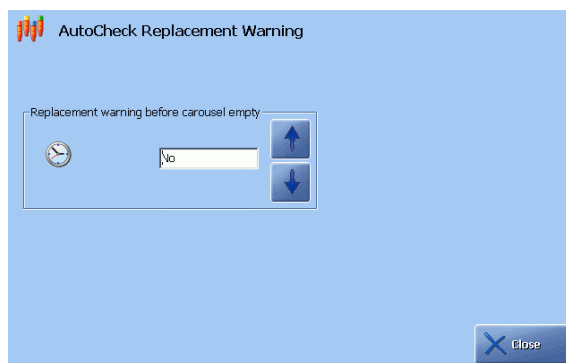 AutoCheck Replacement Warning
Replacement warning before carousel empty
No
Close